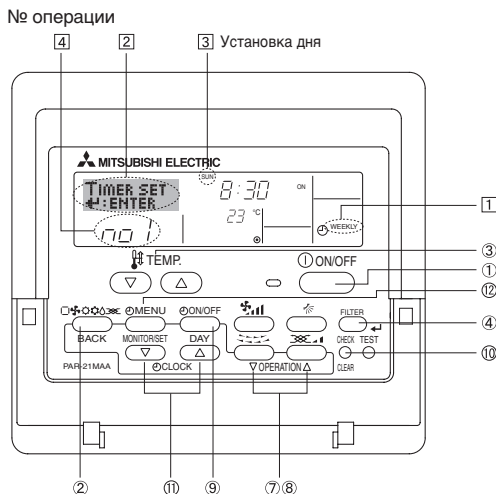 № операции
4 2 3 Установка дня
MITSUBISHI ELECTRIC
SUN
TIMER SET 8:30 ON
↵:ENTER
23 °C
WEEKLY 1
no 1
③
TEMP. ON/OFF
▽ △ ①
⑫
MENU ON/OFF FILTER ↵
④
BACK MONITOR/SET DAY CHECK TEST
▽ △ ⑩
PAR-21MAA CLOCK ▽ OPERATION △ CLEAR
② ⑪ ⑨ ⑦ ⑧